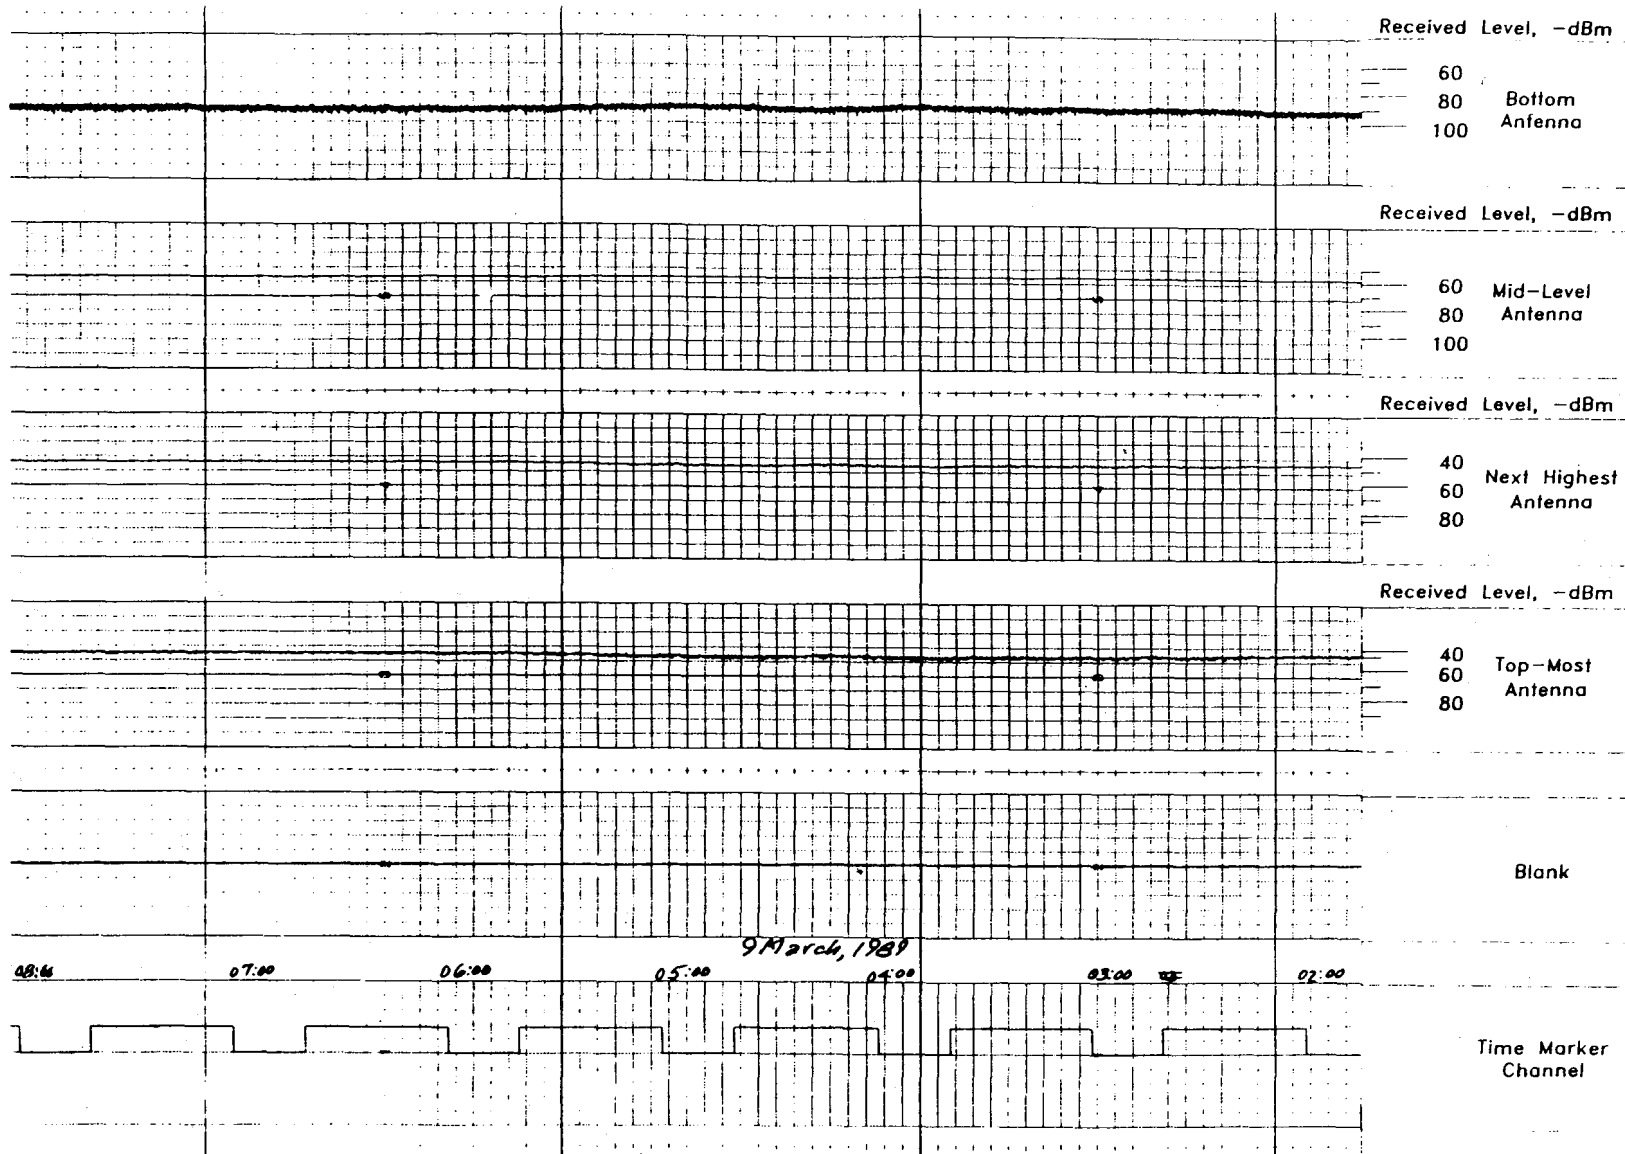 Received Level, -dBm
60
80
100
Bottom
Antenna
Received Level, -dBm
60
80
100
Mid-Level
Antenna
Received Level, -dBm
40
60
80
Next Highest
Antenna
Received Level, -dBm
40
60
80
Top-Most
Antenna
Blank
9 March, 1989
07:00
06:00
05:00
04:00
03:00
02:00
Time Marker
Channel